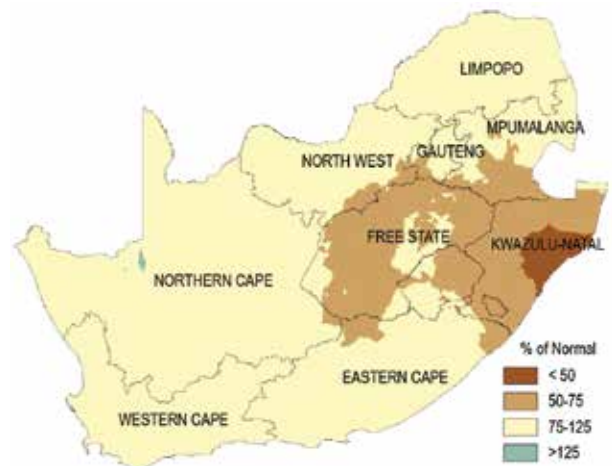 LIMPOPO
MPUMALANGA
GAUTENG
NORTH WEST
FREE STATE
KWAZULU-NATAL
NORTHERN CAPE
EASTERN CAPE
WESTERN CAPE
% of Normal
< 50
50-75
75-125
>125